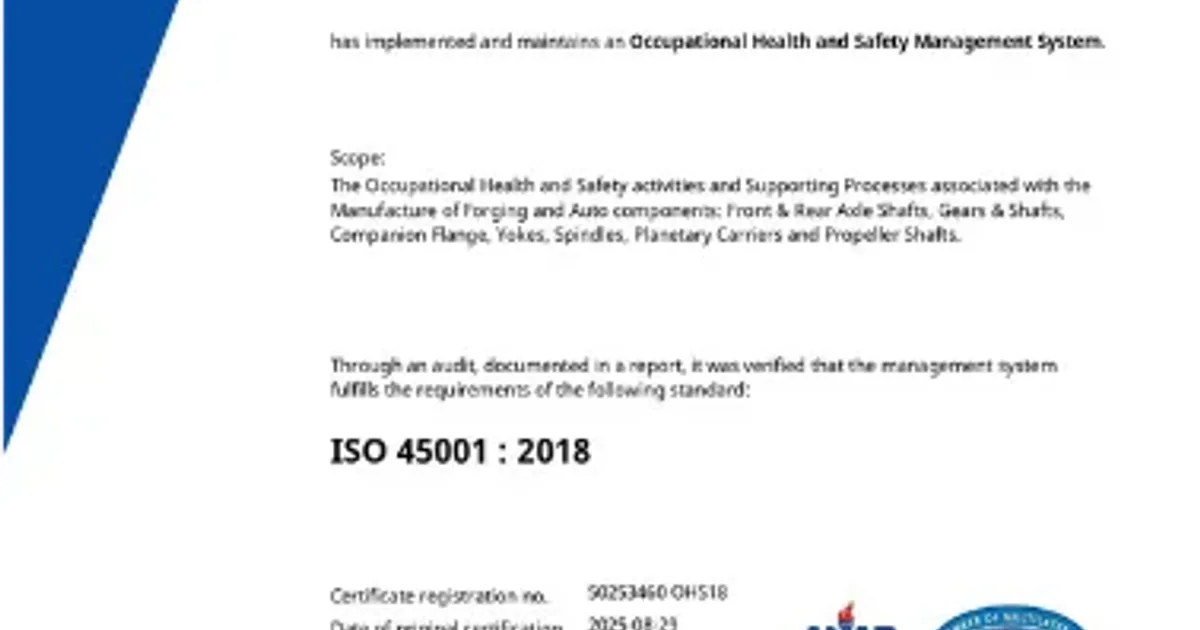 has implemented and maintains an Occupational Health and Safety Management System.
Scope:
The Occupational Health and Safety activities and Supporting Processes associated with the
Manufacture of Forging and Auto components: Front & Rear Axle Shafts, Gears & Shafts,
Companion Flange, Yokes, Spindles, Planetary Carriers and Propeller Shafts.
Through an audit, documented in a report, it was verified that the management system
fulfills the requirements of the following standard:
ISO 45001 : 2018
Certificate registration no. 50253460 OHS18
Date of original certification 2025-08-23